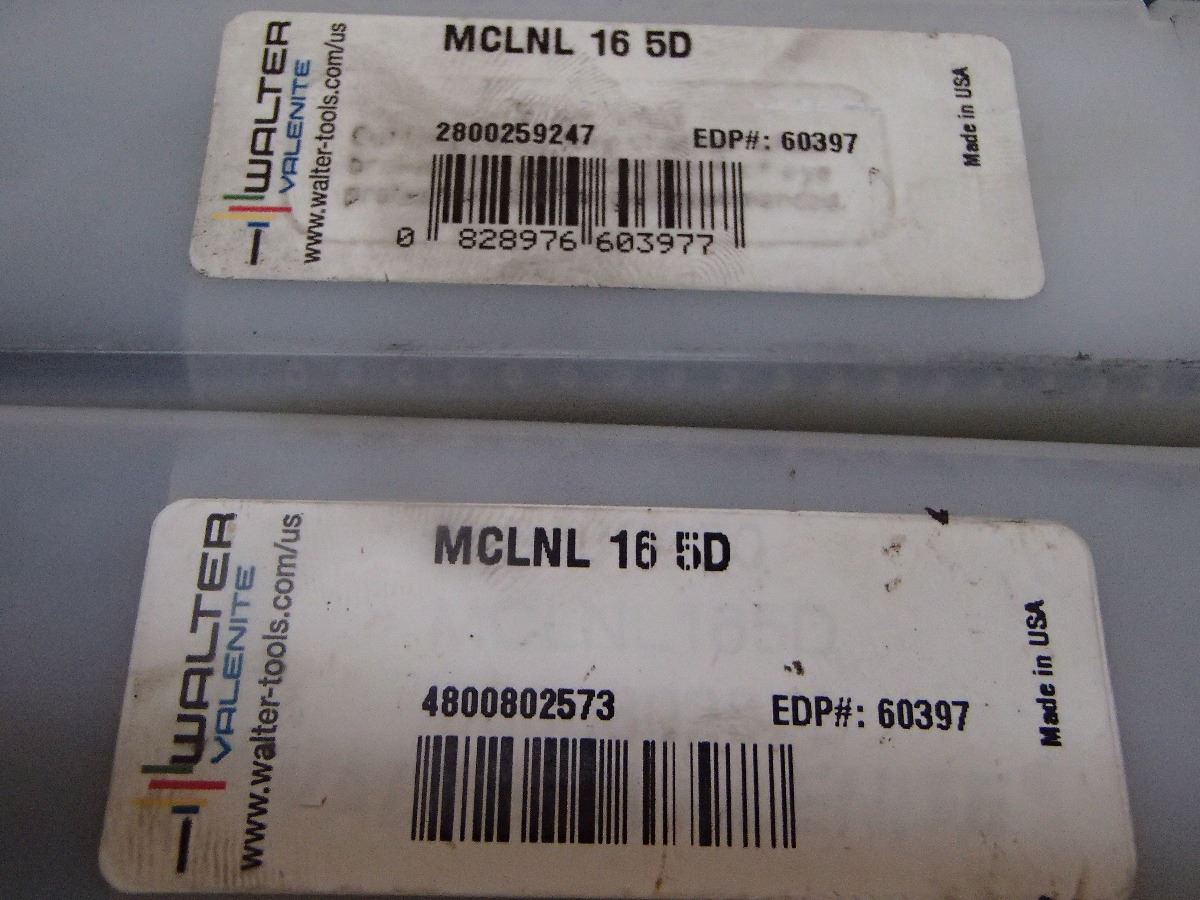 MCLNL 16 5D
WALTER
VALENITE
www.walter-tools.com/us
2800259247 EDP#: 60397
0 828976 603977
Made in USA
MCLNL 16 5D
WALTER
VALENITE
www.walter-tools.com/us
4800802573 EDP#: 60397
Made in USA